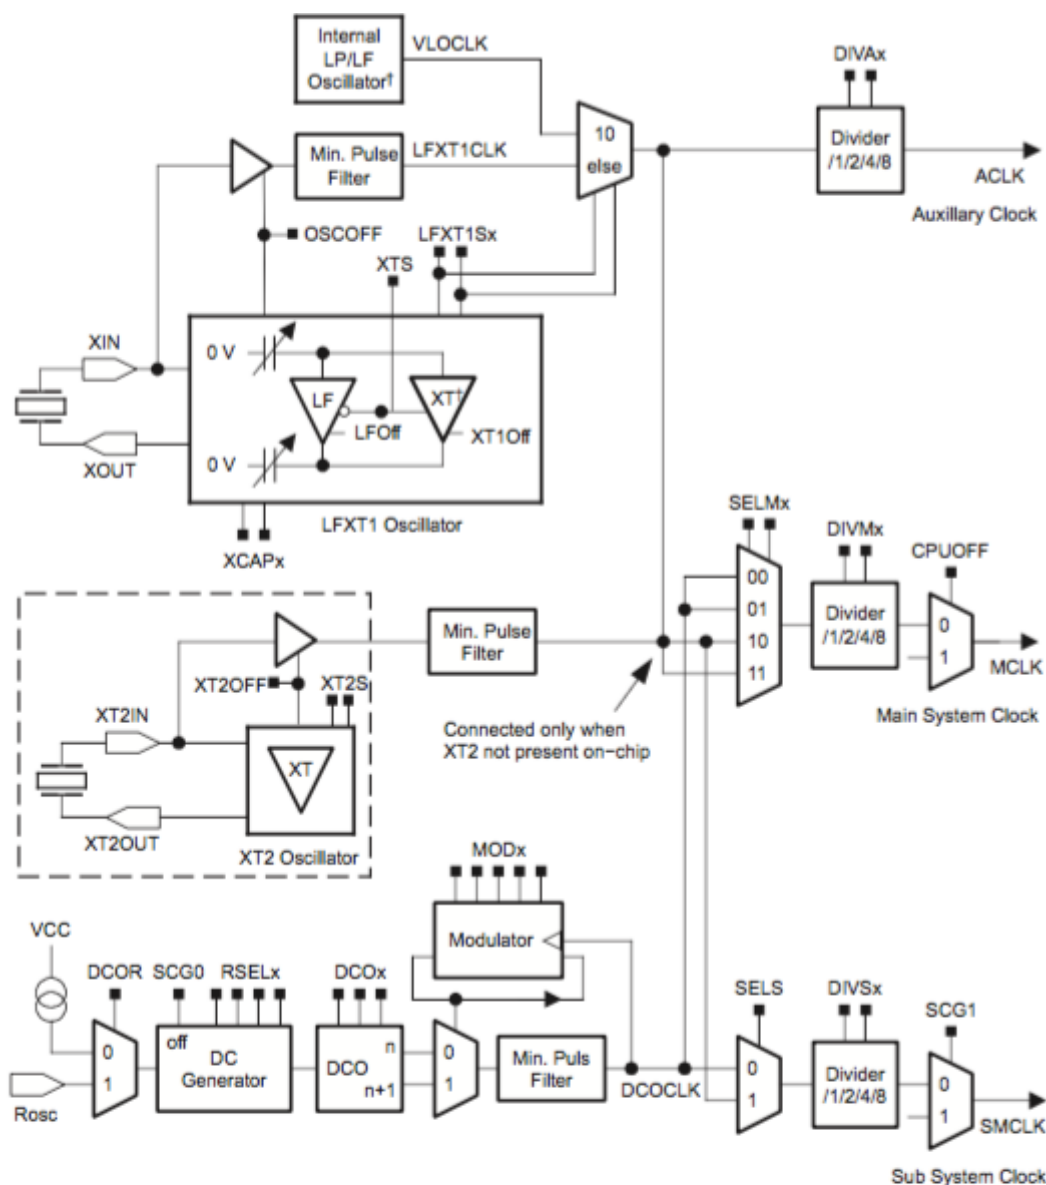 Internal
LP/LF
Oscillator†
VLOCLK
DIVAx
10
else
Divider
/1/2/4/8
Min. Pulse
Filter
LFXT1CLK
ACLK
Auxillary Clock
OSCOFF
LFXT1Sx
XTS
XIN
0 V
LF
XT†
LFOff
XT1Off
0 V
XOUT
LFXT1 Oscillator
XCAPx
SELMx
DIVMx
CPUOFF
00
01
10
11
Divider
/1/2/4/8
0
1
MCLK
Main System Clock
Min. Pulse
Filter
XT2OFF
XT2S
XT2IN
XT
XT2OUT
XT2 Oscillator
Connected only when
XT2 not present on−chip
MODx
Modulator
VCC
DCOR
SCG0
RSELx
DCOx
0
1
off
DC
Generator
DCO
n
n+1
0
1
Min. Puls
Filter
DCOCLK
Rosc
SELS
DIVSx
SCG1
0
1
Divider
/1/2/4/8
0
1
SMCLK
Sub System Clock